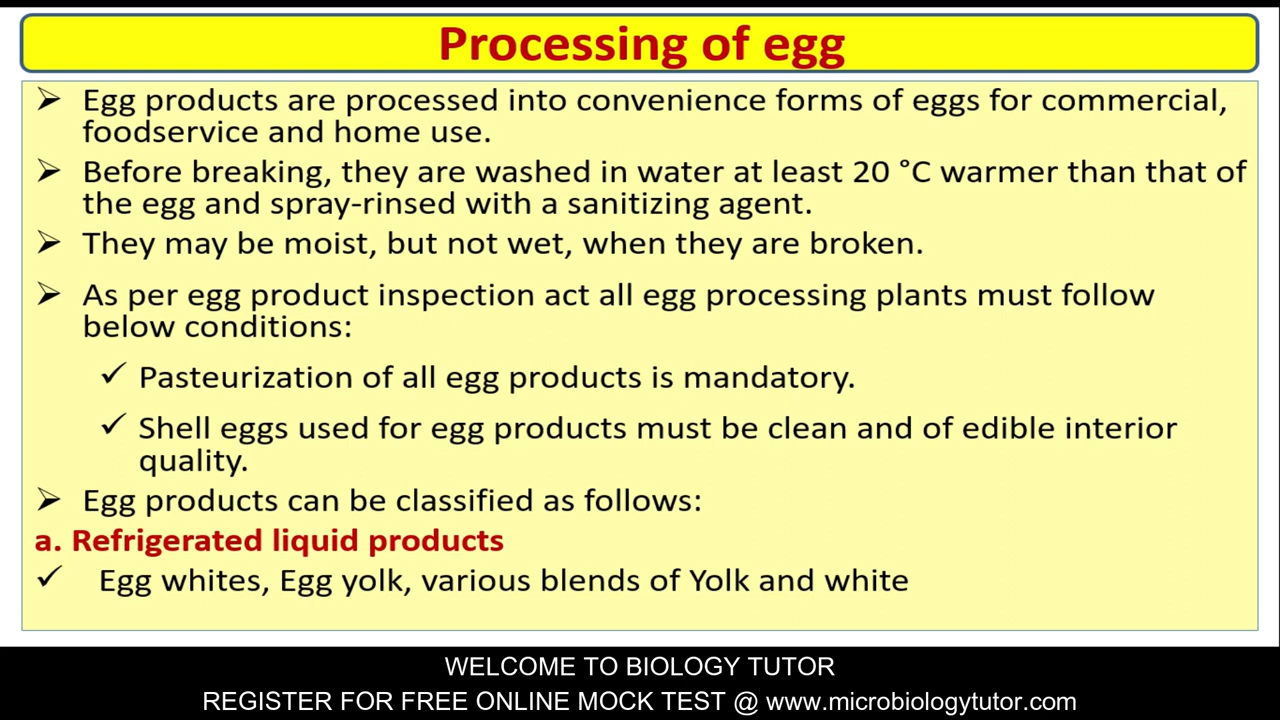 Processing of egg
➢ Egg products are processed into convenience forms of eggs for commercial,
foodservice and home use.
➢ Before breaking, they are washed in water at least 20 °C warmer than that of
the egg and spray-rinsed with a sanitizing agent.
➢ They may be moist, but not wet, when they are broken.
➢ As per egg product inspection act all egg processing plants must follow
below conditions:
✓ Pasteurization of all egg products is mandatory.
✓ Shell eggs used for egg products must be clean and of edible interior
quality.
➢ Egg products can be classified as follows:
a. Refrigerated liquid products
✓ Egg whites, Egg yolk, various blends of Yolk and white
WELCOME TO BIOLOGY TUTOR
REGISTER FOR FREE ONLINE MOCK TEST @ www.microbiologytutor.com